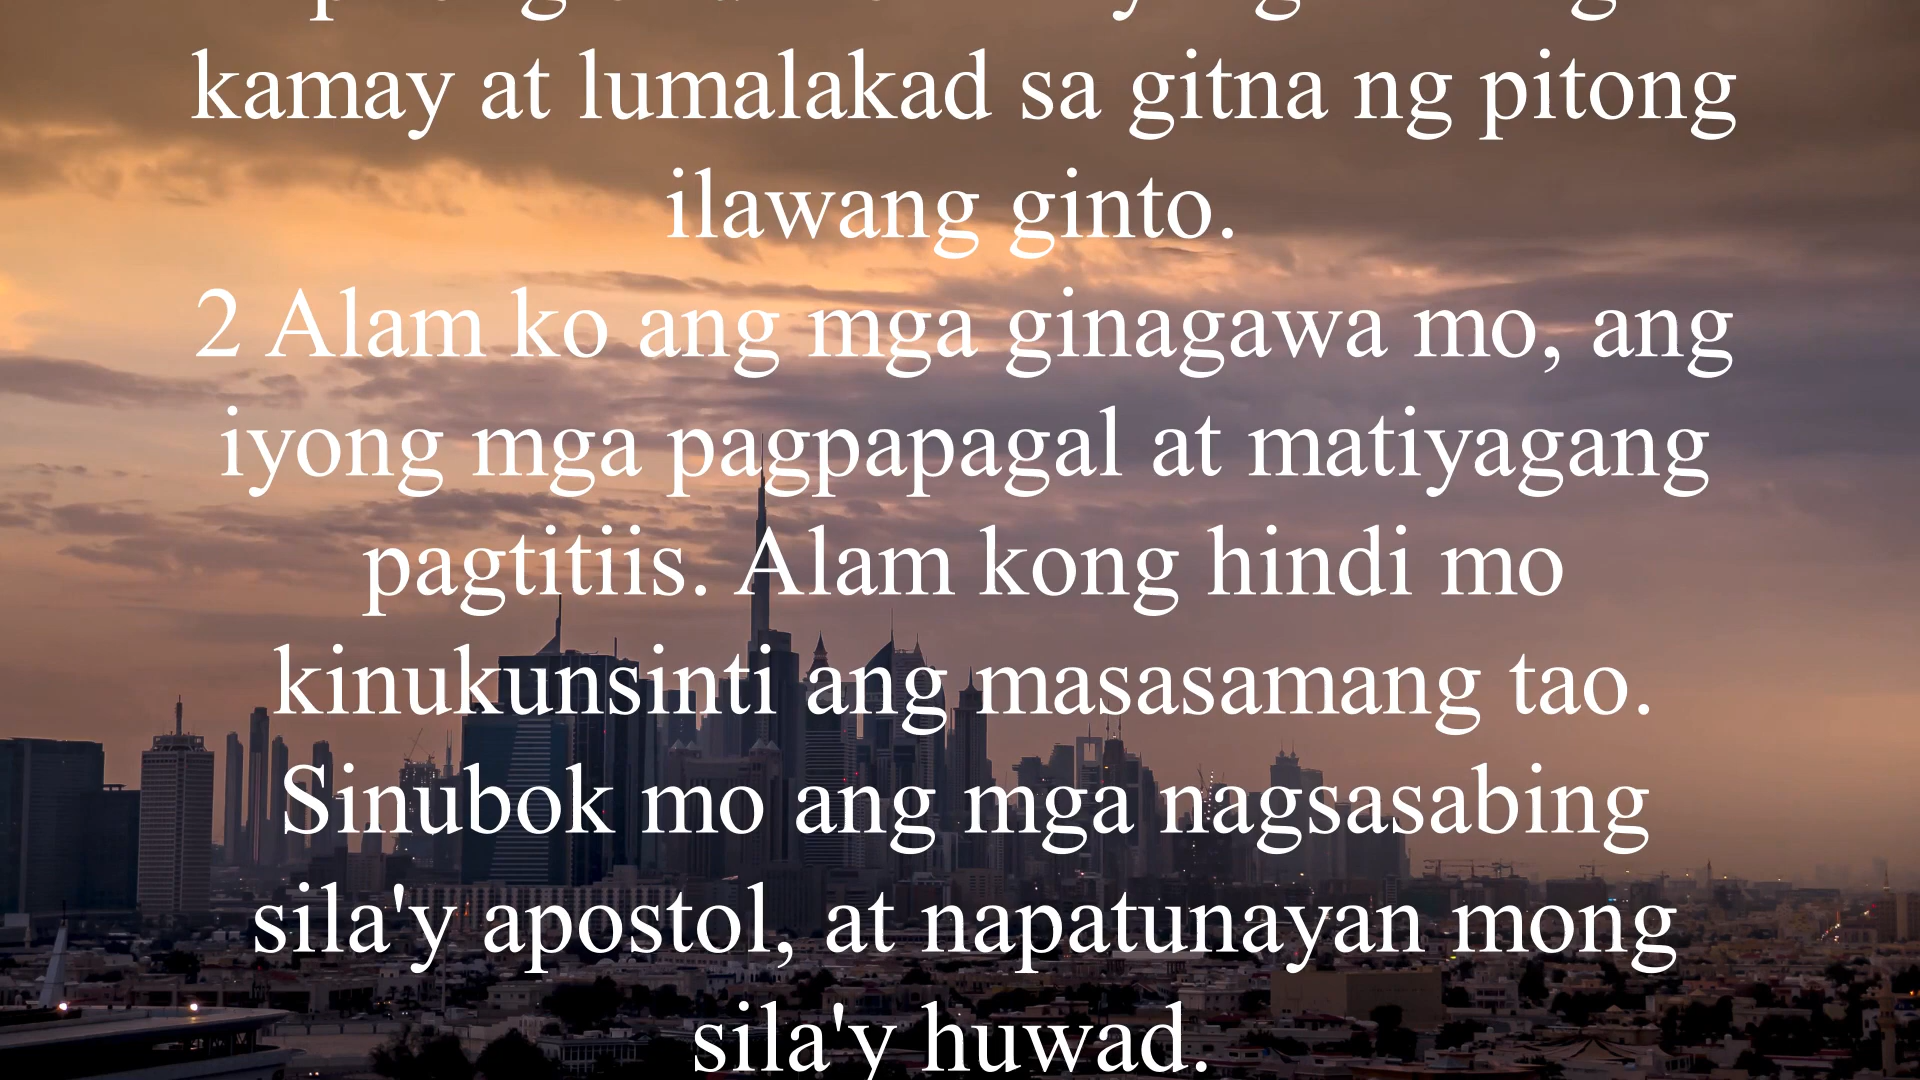 kamay at lumalakad sa gitna ng pitong
ilawang ginto.
2 Alam ko ang mga ginagawa mo, ang
iyong mga pagpapagal at matiyagang
pagtitiis. Alam kong hindi mo
kinukunsinti ang masasamang tao.
Sinubok mo ang mga nagsasabing
sila'y apostol, at napatunayan mong
sila'y huwad.